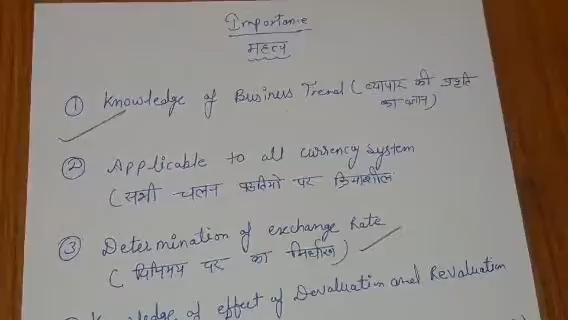 Importance
महत्व
① Knowledge of Business Trend (व्यापार की प्रवृति
का ज्ञान)
② Applicable to all currency system
(सभी चलन पद्धतियो पर क्रियाशील
③ Determination of exchange Rate
( विनिमय दर का निर्धारण)
Knowledge of effect of Devaluation and Revaluation